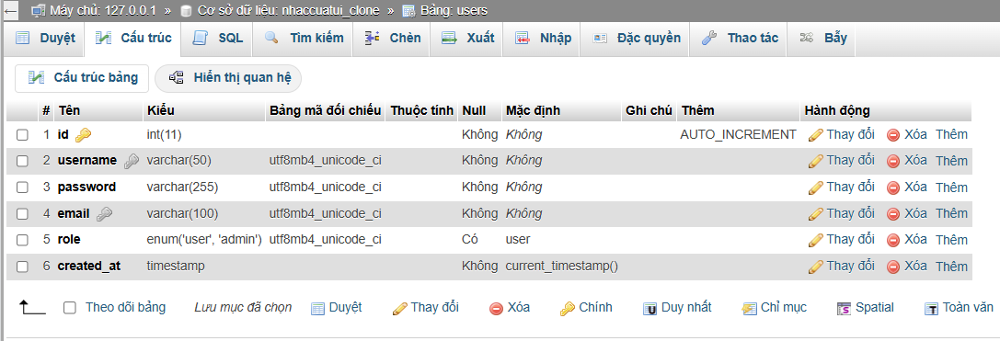 Máy chủ: 127.0.0.1 » Cơ sở dữ liệu: nhaccuatui_clone » Bảng: users
Duyệt Cấu trúc SQL Tìm kiếm Chèn Xuất Nhập Đặc quyền Thao tác Bẫy
Cấu trúc bảng Hiển thị quan hệ
# Tên Kiểu Bảng mã đối chiếu Thuộc tính Null Mặc định Ghi chú Thêm Hành động
1 id int(11) Không Không AUTO_INCREMENT Thay đổi Xóa Thêm
2 username varchar(50) utf8mb4_unicode_ci Không Không Thay đổi Xóa Thêm
3 password varchar(255) utf8mb4_unicode_ci Không Không Thay đổi Xóa Thêm
4 email varchar(100) utf8mb4_unicode_ci Không Không Thay đổi Xóa Thêm
5 role enum('user', 'admin') utf8mb4_unicode_ci Có user Thay đổi Xóa Thêm
6 created_at timestamp Không current_timestamp() Thay đổi Xóa Thêm
Theo dõi bảng Lưu mục đã chọn Duyệt Thay đổi Xóa Chính U Duy nhất Chỉ mục S Spatial T Toàn văn